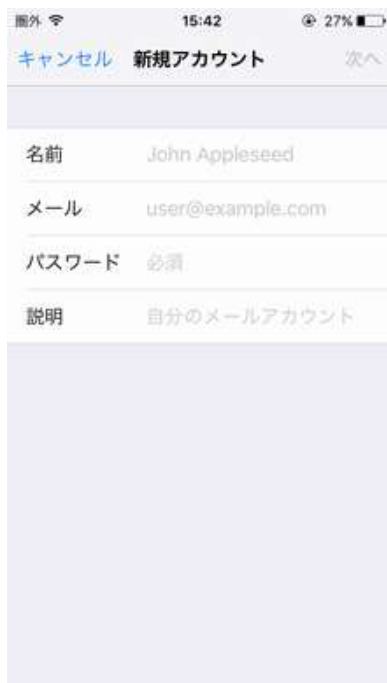 圏外 15:42 27%
キャンセル 新規アカウント 次へ
名前 John Appleseed
メール user@example.com
パスワード 必須
説明 自分のメールアカウント